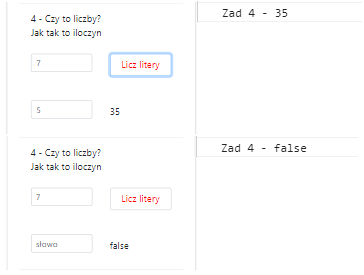 4 - Czy to liczby?
Jak tak to iloczyn
7
Licz litery
5
35
Zad 4 - 35
4 - Czy to liczby?
Jak tak to iloczyn
7
Licz litery
słowo
false
Zad 4 - false